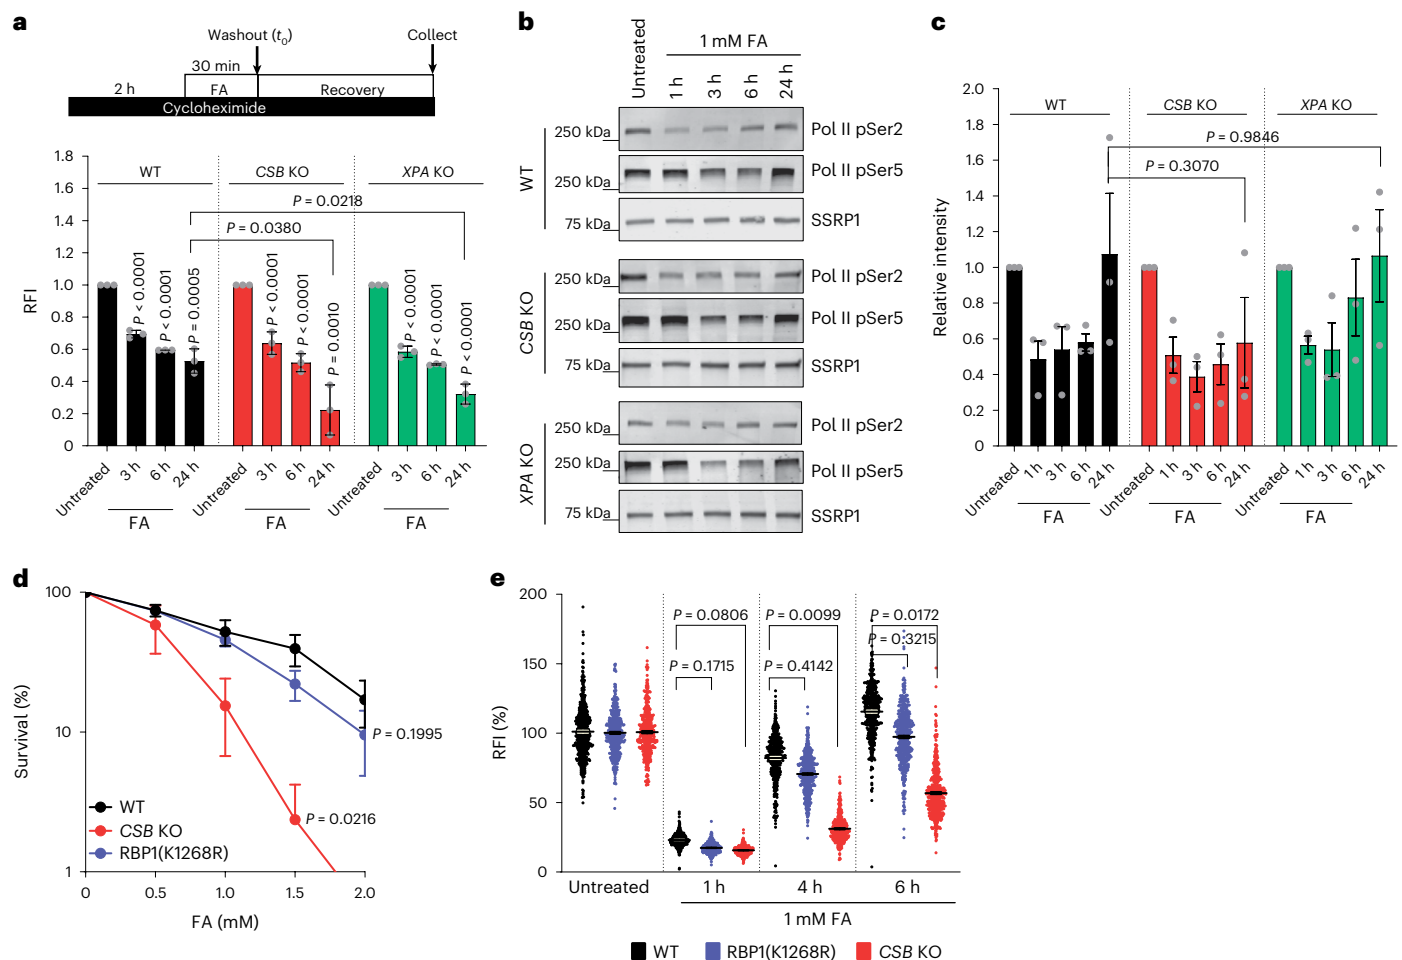 a
Washout (t0)
Collect
30 min
2 h
FA
Recovery
Cycloheximide
1.8
1.6
1.4
1.2
1.0
0.8
0.6
0.4
0.2
0
RFI
WT
CSB KO
XPA KO
P = 0.0218
P = 0.0380
P < 0.0001
P < 0.0001
P = 0.0005
P < 0.0001
P < 0.0001
P = 0.0010
P < 0.0001
P < 0.0001
P < 0.0001
Untreated
3 h
6 h
24 h
Untreated
3 h
6 h
24 h
Untreated
3 h
6 h
24 h
FA
FA
FA
b
Untreated
1 mM FA
1 h
3 h
6 h
24 h
WT
250 kDa
Pol II pSer2
250 kDa
Pol II pSer5
75 kDa
SSRP1
CSB KO
250 kDa
Pol II pSer2
250 kDa
Pol II pSer5
75 kDa
SSRP1
XPA KO
250 kDa
Pol II pSer2
250 kDa
Pol II pSer5
75 kDa
SSRP1
c
2.0
1.8
1.6
1.4
1.2
1.0
0.8
0.6
0.4
0.2
0
Relative intensity
WT
CSB KO
XPA KO
P = 0.9846
P = 0.3070
Untreated
1 h
3 h
6 h
24 h
Untreated
1 h
3 h
6 h
24 h
Untreated
1 h
3 h
6 h
24 h
FA
FA
FA
d
100
10
1
Survival (%)
P = 0.1995
P = 0.0216
WT
CSB KO
RBP1(K1268R)
0
0.5
1.0
1.5
2.0
FA (mM)
e
200
150
100
50
0
RFI (%)
P = 0.0806
P = 0.1715
P = 0.0099
P = 0.4142
P = 0.0172
P = 0.3215
Untreated
1 h
4 h
6 h
1 mM FA
WT
RBP1(K1268R)
CSB KO